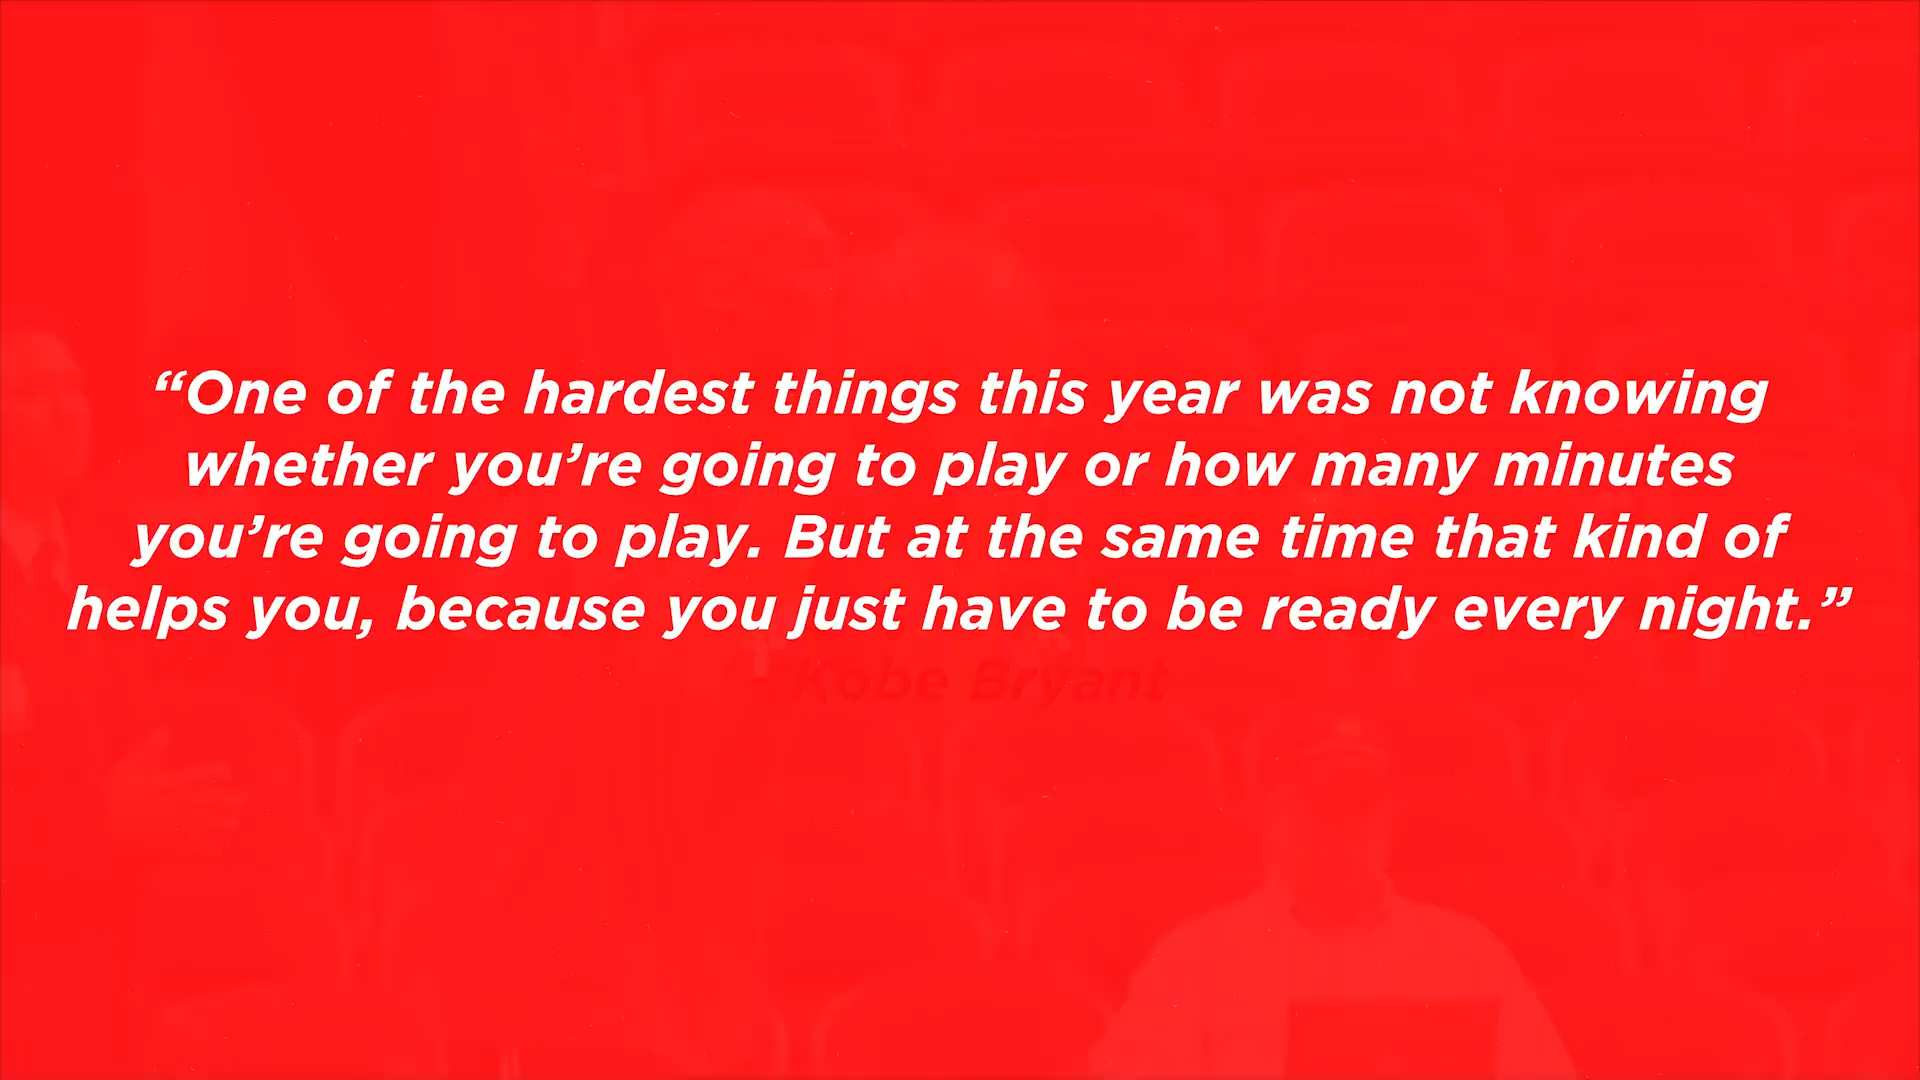 “One of the hardest things this year was not knowing
whether you’re going to play or how many minutes
you’re going to play. But at the same time that kind of
helps you, because you just have to be ready every night.”
Kobe Bryant